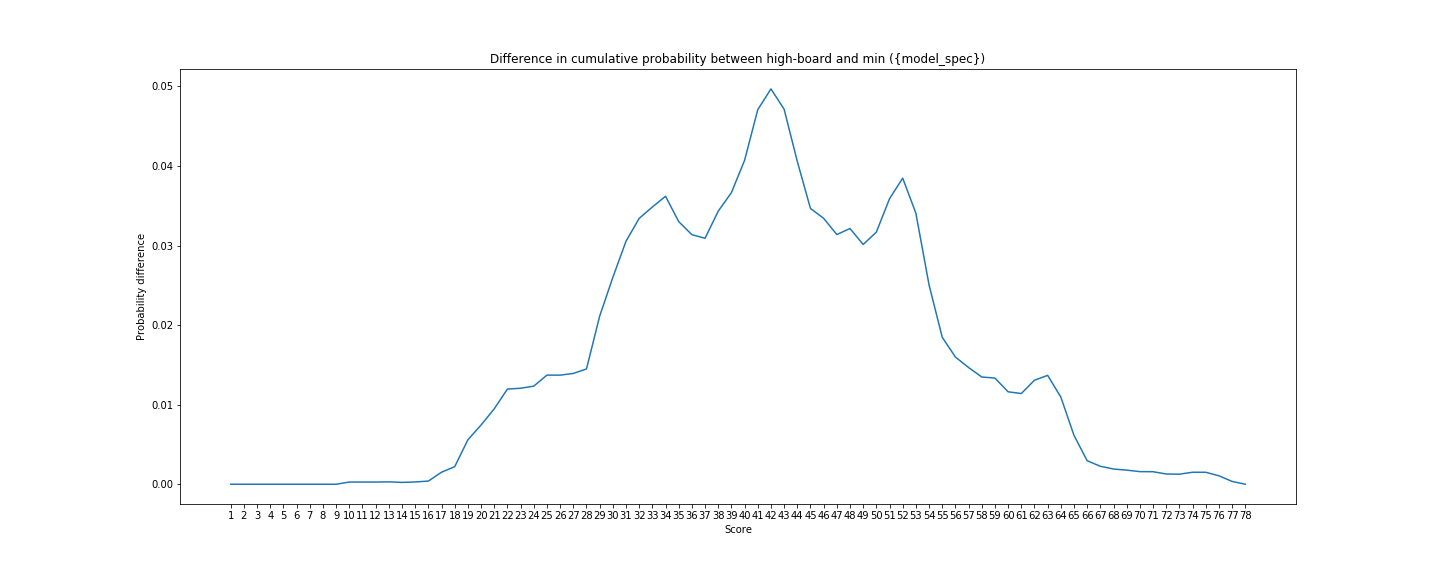 Difference in cumulative probability between high-board and min ({model_spec})
0.05
0.04
0.03
0.02
0.01
0.00
Probability difference
1 2 3 4 5 6 7 8 9 10 11 12 13 14 15 16 17 18 19 20 21 22 23 24 25 26 27 28 29 30 31 32 33 34 35 36 37 38 39 40 41 42 43 44 45 46 47 48 49 50 51 52 53 54 55 56 57 58 59 60 61 62 63 64 65 66 67 68 69 70 71 72 73 74 75 76 77 78
Score